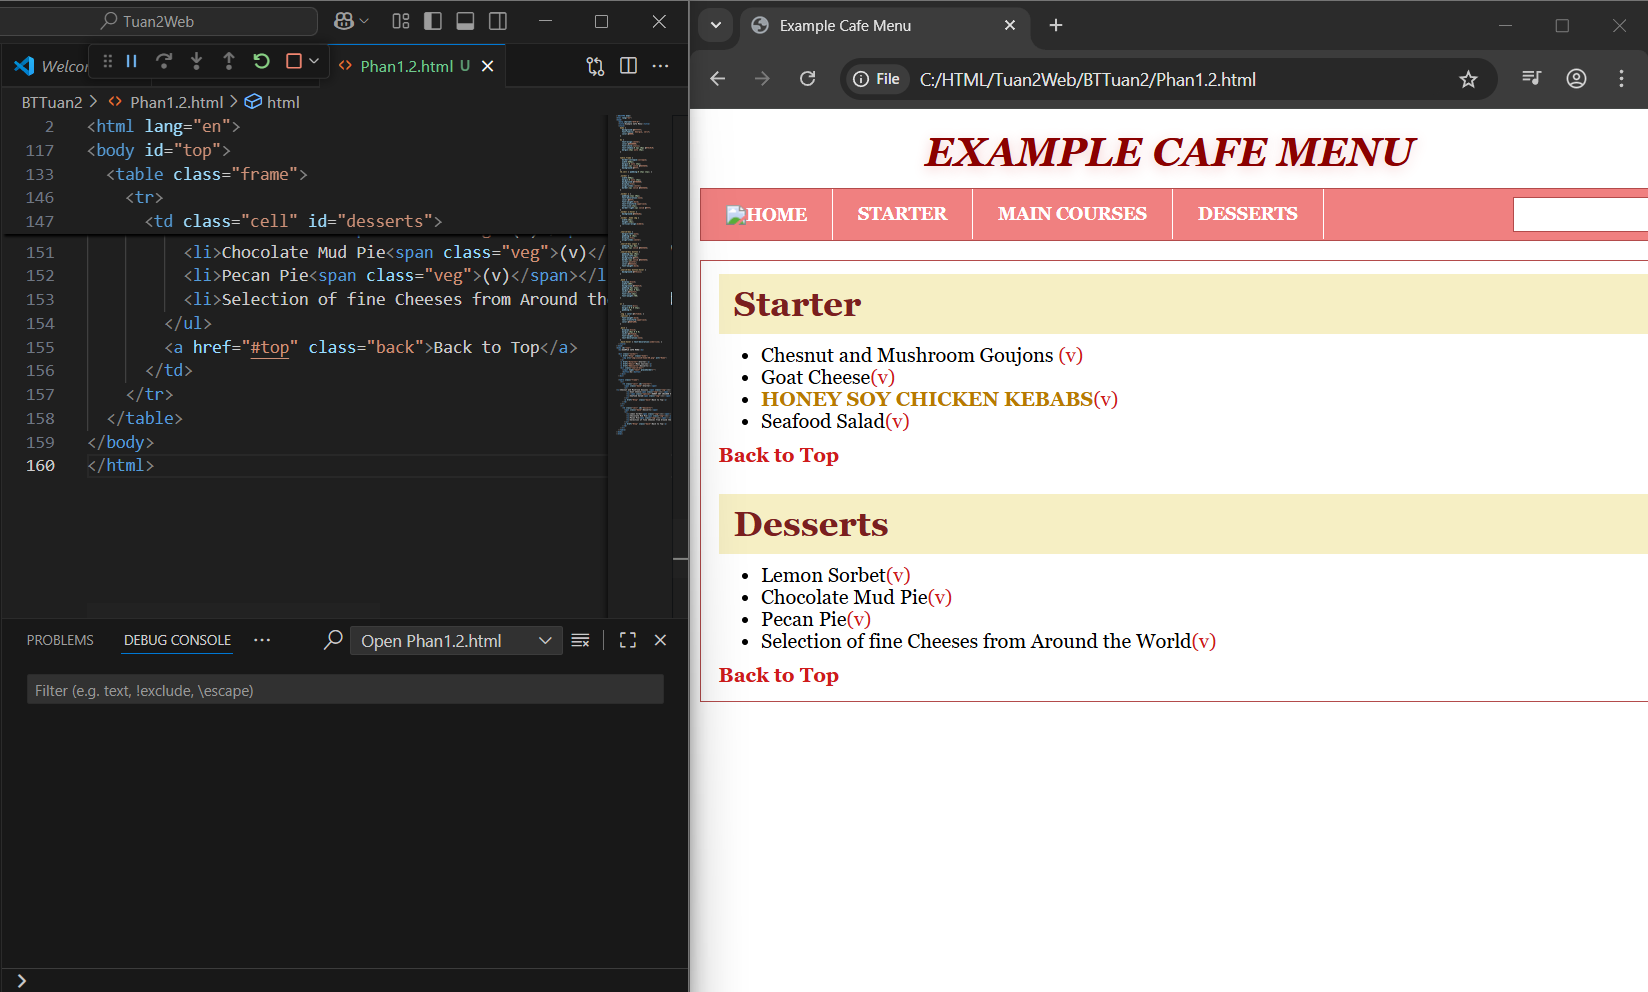 Tuan2Web
Welcor
Phan1.2.html U
BTTuan2 > Phan1.2.html > html
2 <html lang="en">
117 <body id="top">
133 <table class="frame">
146 <tr>
147 <td class="cell" id="desserts">
151 <li>Chocolate Mud Pie<span class="veg">(v)</
152 <li>Pecan Pie<span class="veg">(v)</span></l
153 <li>Selection of fine Cheeses from Around th
154 </ul>
155 <a href="#top" class="back">Back to Top</a>
156 </td>
157 </tr>
158 </table>
159 </body>
160 </html>
PROBLEMS DEBUG CONSOLE ...
Open Phan1.2.html
Filter (e.g. text, !exclude, \escape)
Example Cafe Menu
File C:/HTML/Tuan2Web/BTTuan2/Phan1.2.html
EXAMPLE CAFE MENU
HOME STARTER MAIN COURSES DESSERTS
Starter
• Chesnut and Mushroom Goujons (v)
• Goat Cheese(v)
• HONEY SOY CHICKEN KEBABS(v)
• Seafood Salad(v)
Back to Top
Desserts
• Lemon Sorbet(v)
• Chocolate Mud Pie(v)
• Pecan Pie(v)
• Selection of fine Cheeses from Around the World(v)
Back to Top